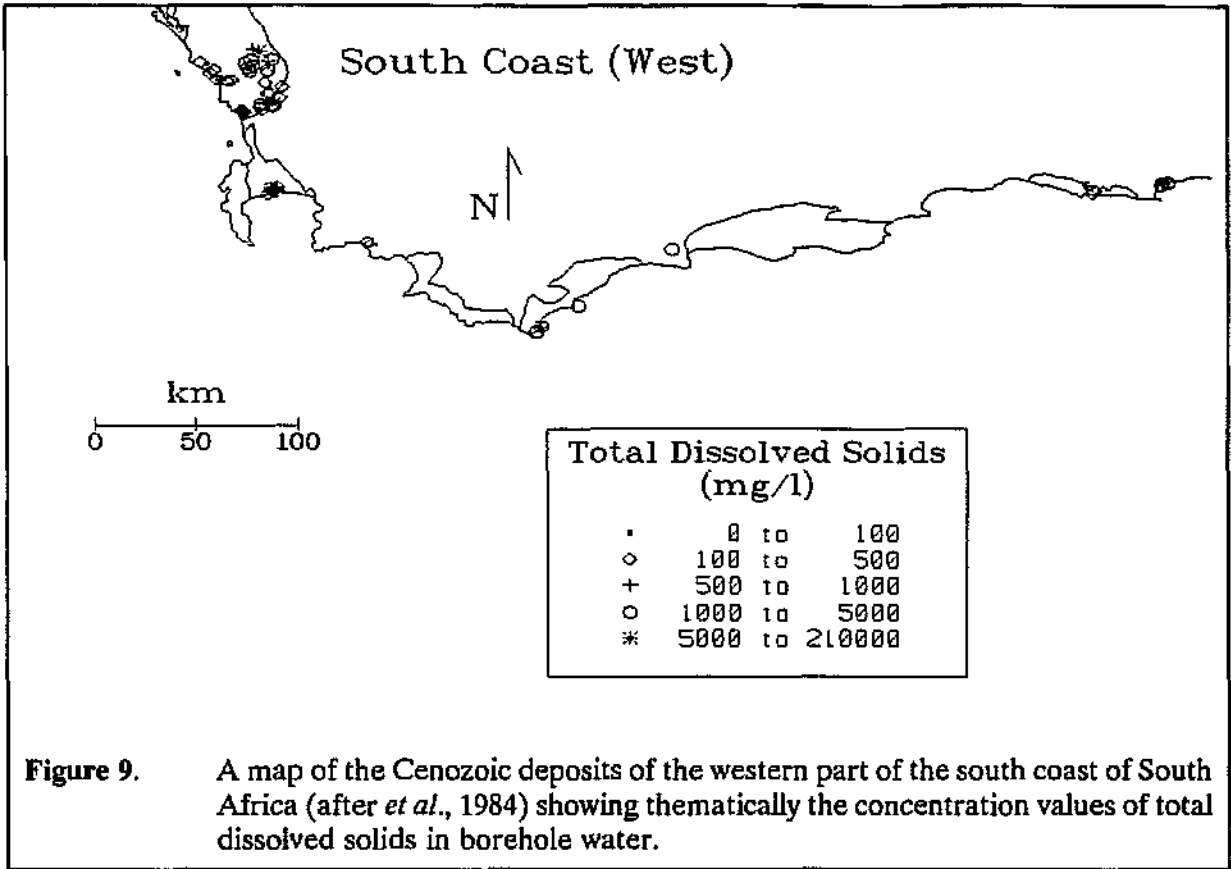 South Coast (West)
N
km
0 50 100
Total Dissolved Solids
(mg/l)
0 to 100
100 to 500
500 to 1000
1000 to 5000
5000 to 210000
Figure 9. A map of the Cenozoic deposits of the western part of the south coast of South
Africa (after et al., 1984) showing thematically the concentration values of total
dissolved solids in borehole water.